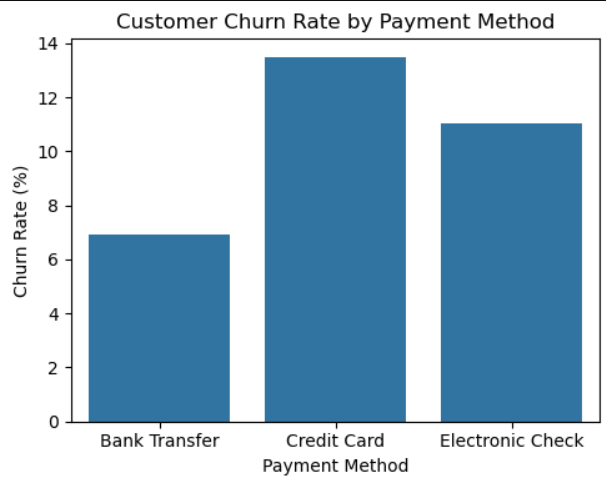 Customer Churn Rate by Payment Method
14
12
10
8
6
4
2
0
Churn Rate (%)
Bank Transfer Credit Card Electronic Check
Payment Method